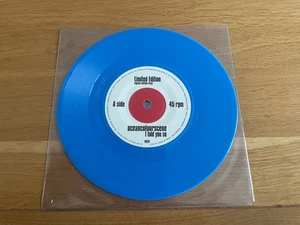 Limited Edition
A side 45 rpm
oceancolourscene
i told you so